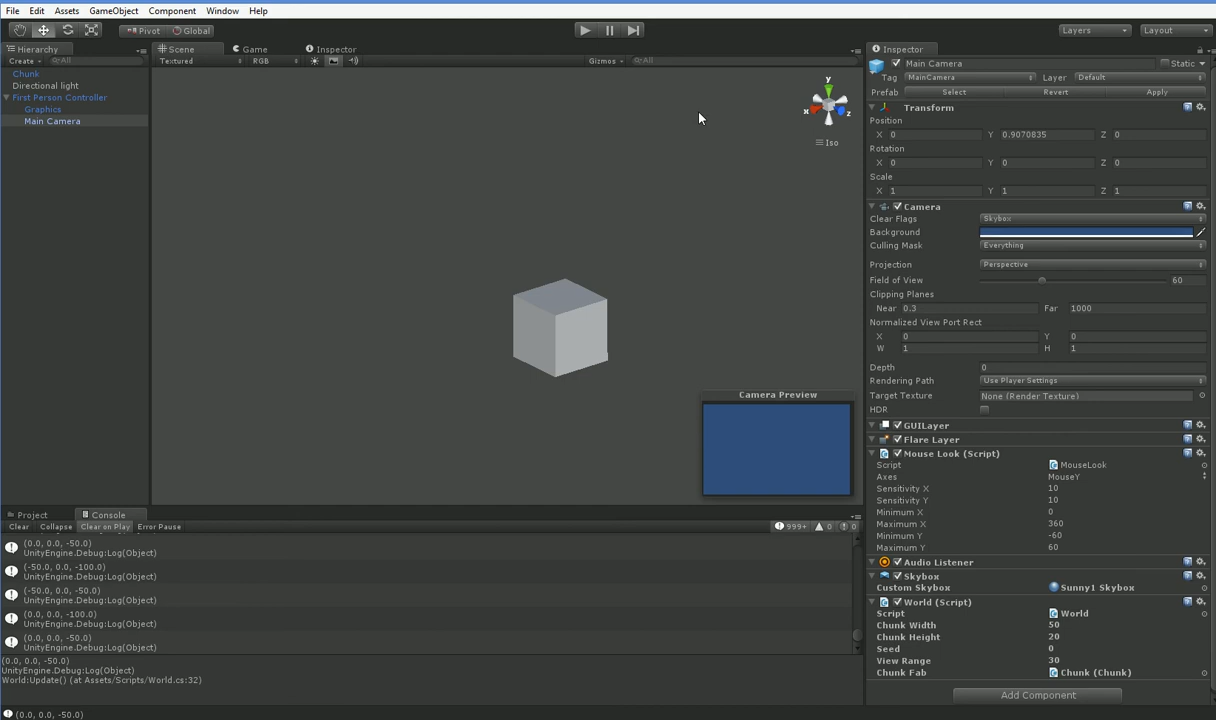 File Edit Assets GameObject Component Window Help
Pivot Global Layers Layout
Hierarchy Scene Game Inspector Inspector
Create All Textured RGB Gizmos All
Main Camera Static
Chunk
Tag MainCamera Layer Default
Directional light
Prefab Select Revert Apply
First Person Controller
Graphics
Main Camera
y
x z
Iso
Transform
Position
X 0 Y 0.9070835 Z 0
Rotation
X 0 Y 0 Z 0
Scale
X 1 Y 1 Z 1
Camera
Clear Flags Skybox
Background
Culling Mask Everything
Projection Perspective
Field of View 60
Clipping Planes
Near 0.3 Far 1000
Normalized View Port Rect
X 0 Y 0
W 1 H 1
Depth 0
Rendering Path Use Player Settings
Target Texture None (Render Texture)
HDR
Camera Preview
GUILayer
Flare Layer
Mouse Look (Script)
Script MouseLook
Axes MouseY
Sensitivity X 10
Sensitivity Y 10
Minimum X 0
Maximum X 360
Minimum Y -60
Maximum Y 60
Audio Listener
Skybox
Custom Skybox Sunny1 Skybox
World (Script)
Script World
Chunk Width 50
Chunk Height 20
Seed 0
View Range 30
Chunk Fab Chunk (Chunk)
Add Component
Project Console
Clear Collapse Clear on Play Error Pause 999+ 0 0
(0.0, 0.0, -50.0)
UnityEngine.Debug:Log(Object)
(-50.0, 0.0, -100.0)
UnityEngine.Debug:Log(Object)
(-50.0, 0.0, -50.0)
UnityEngine.Debug:Log(Object)
(0.0, 0.0, -100.0)
UnityEngine.Debug:Log(Object)
(0.0, 0.0, -50.0)
UnityEngine.Debug:Log(Object)
(0.0, 0.0, -50.0)
UnityEngine.Debug:Log(Object)
World:Update() (at Assets/Scripts/World.cs:32)
(0.0, 0.0, -50.0)